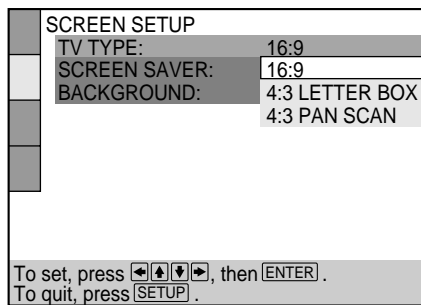 SCREEN SETUP
TV TYPE: 16:9
SCREEN SAVER: 16:9
BACKGROUND: 4:3 LETTER BOX
4:3 PAN SCAN
To set, press ←↑↓→, then ENTER .
To quit, press SETUP .